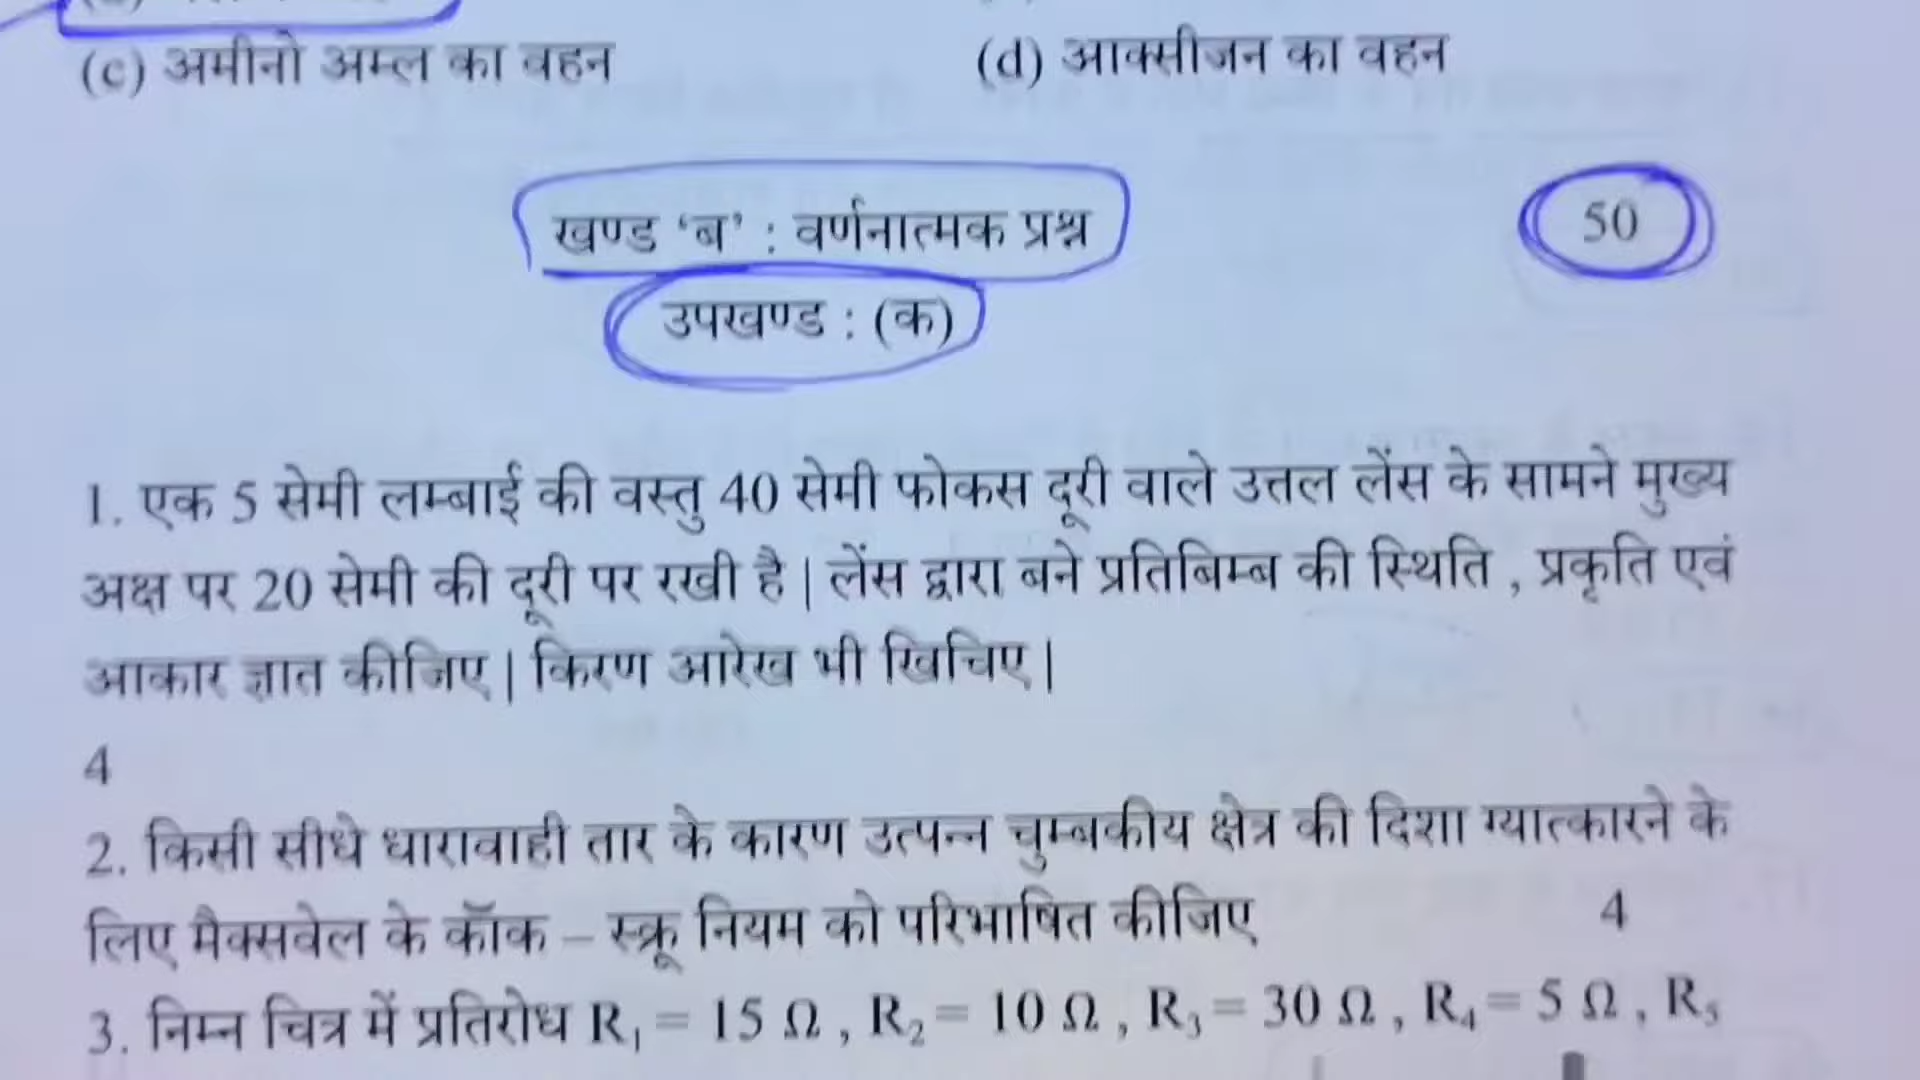 (c) अमीनो अम्ल का वहन
(d) आक्सीजन का वहन
खण्ड ‘ब’ : वर्णनात्मक प्रश्न
50
उपखण्ड : (क)
1. एक 5 सेमी लम्बाई की वस्तु 40 सेमी फोकस दूरी वाले उत्तल लेंस के सामने मुख्य
अक्ष पर 20 सेमी की दूरी पर रखी है | लेंस द्वारा बने प्रतिबिम्ब की स्थिति , प्रकृति एवं
आकार ज्ञात कीजिए | किरण आरेख भी खिचिए |
4
2. किसी सीधे धारावाही तार के कारण उत्पन्न चुम्बकीय क्षेत्र की दिशा ग्यात्कारने के
लिए मैक्सवेल के कॉक – स्क्रू नियम को परिभाषित कीजिए 4
3. निम्न चित्र में प्रतिरोध R₁ = 15 Ω , R₂ = 10 Ω , R₃ = 30 Ω , R₄ = 5 Ω , R₅